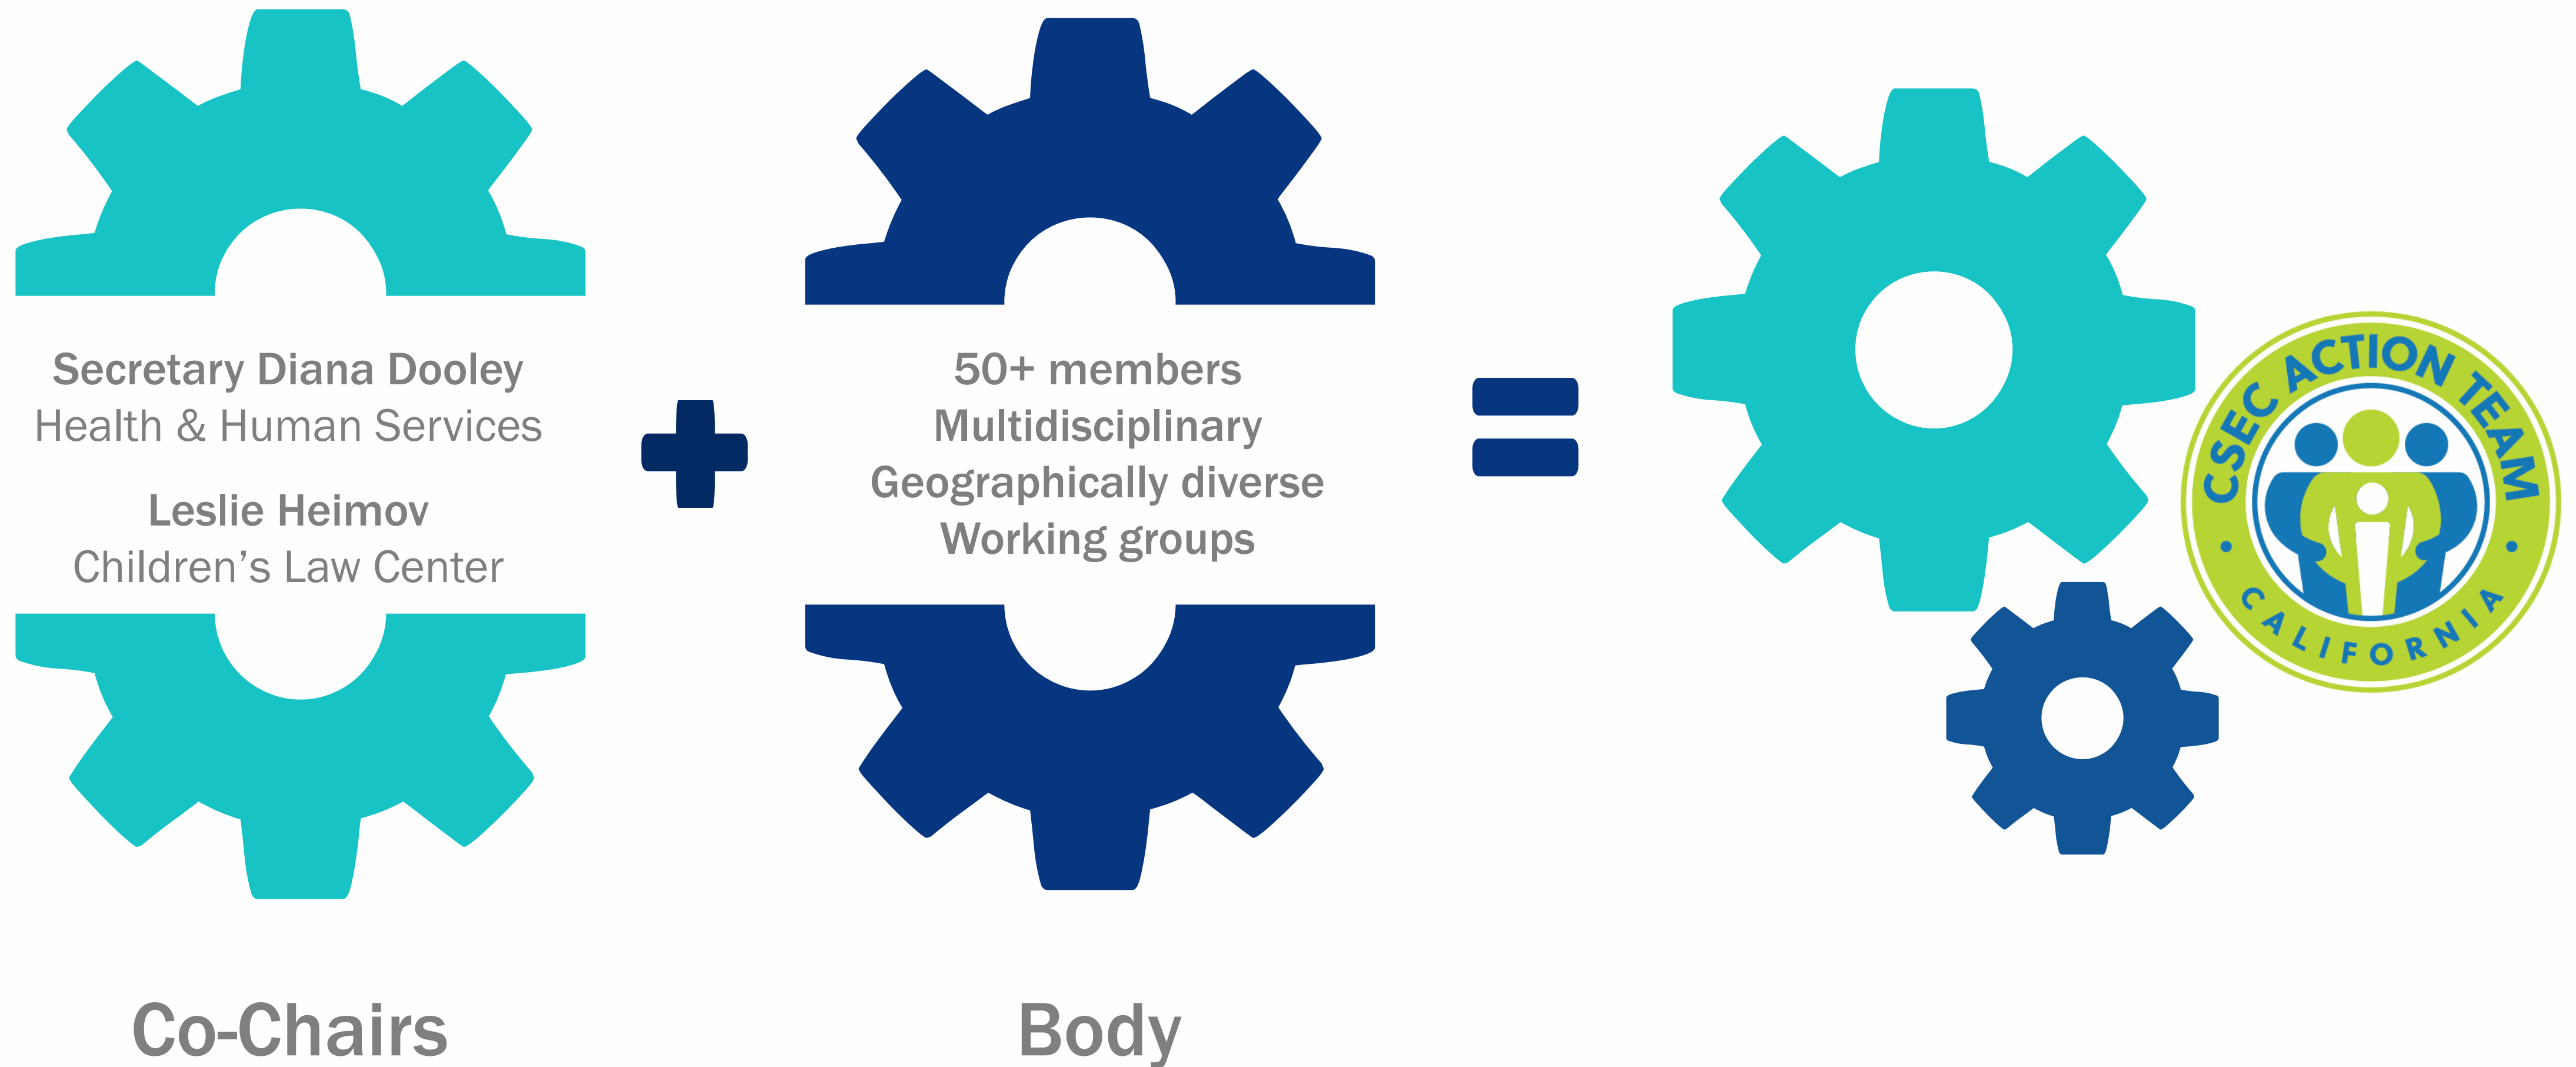 Secretary Diana Dooley
Health & Human Services
Leslie Heimov
Children’s Law Center
Co-Chairs
50+ members
Multidisciplinary
Geographically diverse
Working groups
Body
CSEC ACTION TEAM
• CALIFORNIA •